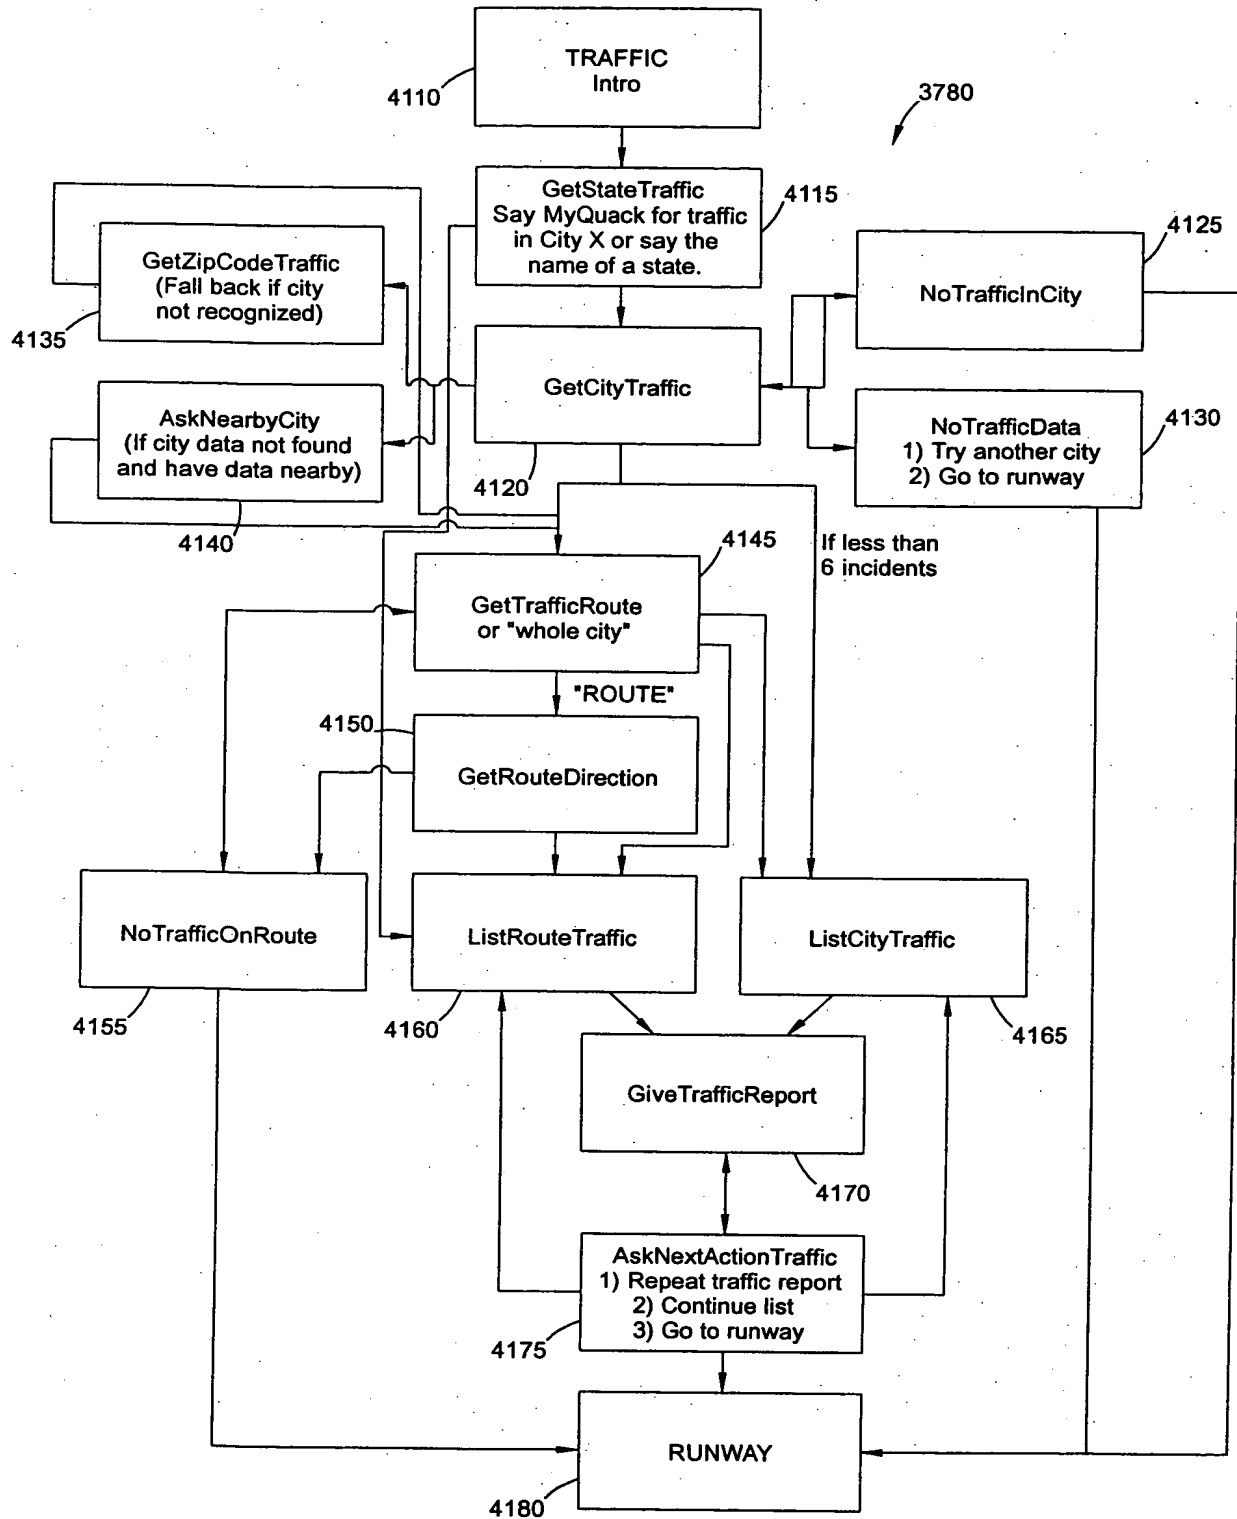 TRAFFIC
Intro
4110
3780
GetStateTraffic
Say MyQuack for traffic
in City X or say the
name of a state.
4115
4125
NoTrafficInCity
GetZipCodeTraffic
(Fall back if city
not recognized)
4135
GetCityTraffic
4120
AskNearbyCity
(If city data not found
and have data nearby)
4140
NoTrafficData
1) Try another city
2) Go to runway
4130
If less than
6 incidents
4145
GetTrafficRoute
or "whole city"
"ROUTE"
4150
GetRouteDirection
NoTrafficOnRoute
4155
ListRouteTraffic
4160
ListCityTraffic
4165
GiveTrafficReport
4170
AskNextActionTraffic
1) Repeat traffic report
2) Continue list
3) Go to runway
4175
RUNWAY
4180